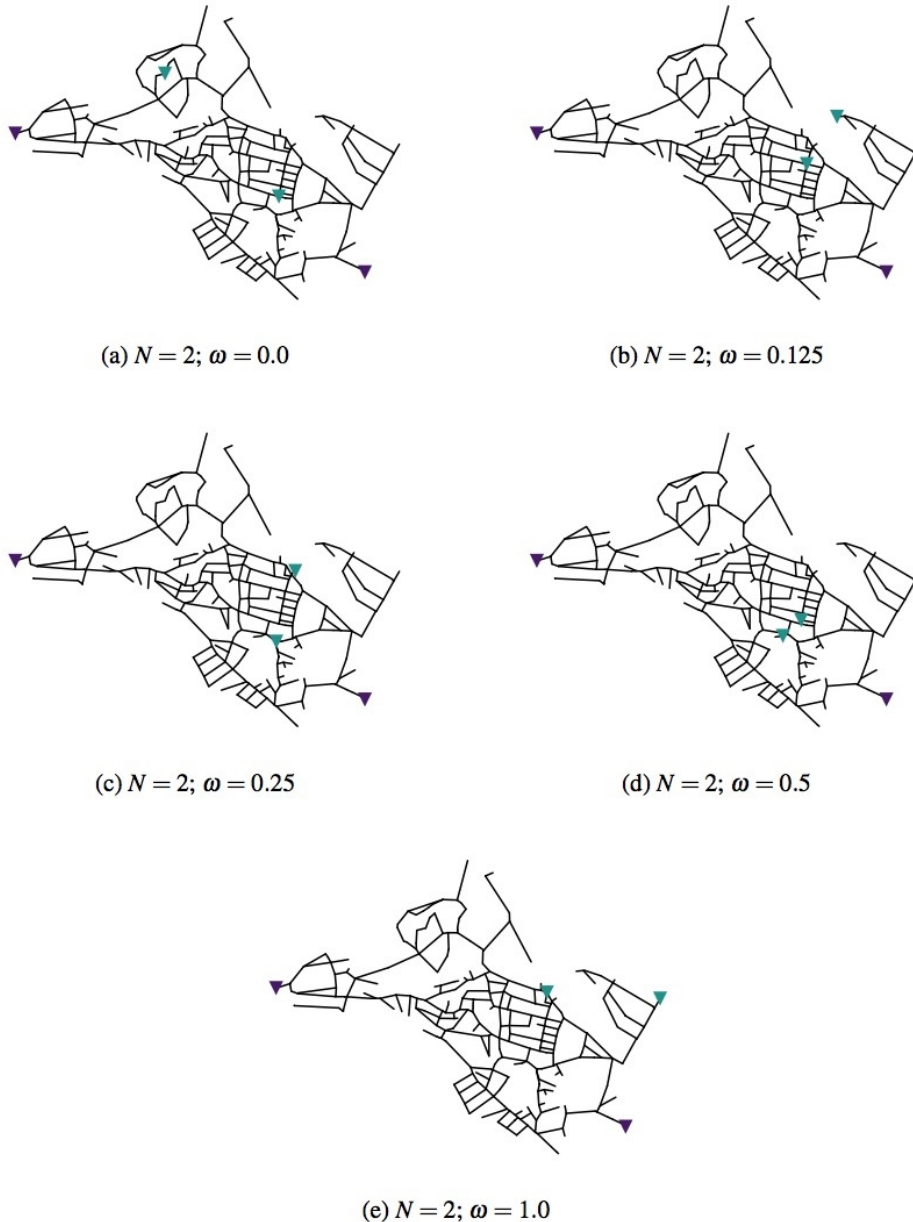 (a) N = 2; ω = 0.0
(b) N = 2; ω = 0.125
(c) N = 2; ω = 0.25
(d) N = 2; ω = 0.5
(e) N = 2; ω = 1.0